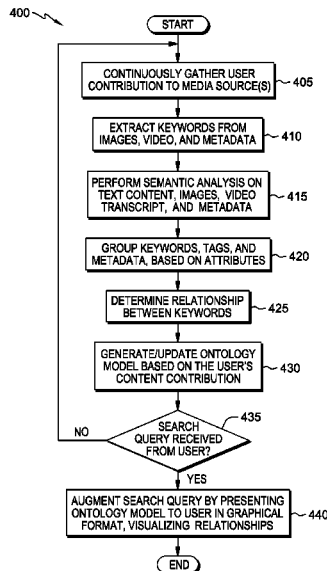 400
START
CONTINUOUSLY GATHER USER
CONTRIBUTION TO MEDIA SOURCE(S)
405
EXTRACT KEYWORDS FROM
IMAGES, VIDEO, AND METADATA
410
PERFORM SEMANTIC ANALYSIS ON
TEXT CONTENT, IMAGES, VIDEO
TRANSCRIPT, AND METADATA
415
GROUP KEYWORDS, TAGS, AND
METADATA, BASED ON ATTRIBUTES
420
DETERMINE RELATIONSHIP
BETWEEN KEYWORDS
425
GENERATE/UPDATE ONTOLOGY
MODEL BASED ON THE USER'S
CONTENT CONTRIBUTION
430
435
NO
SEARCH
QUERY RECEIVED
FROM USER?
YES
AUGMENT SEARCH QUERY BY PRESENTING
ONTOLOGY MODEL TO USER IN GRAPHICAL
FORMAT, VISUALIZING RELATIONSHIPS
440
END